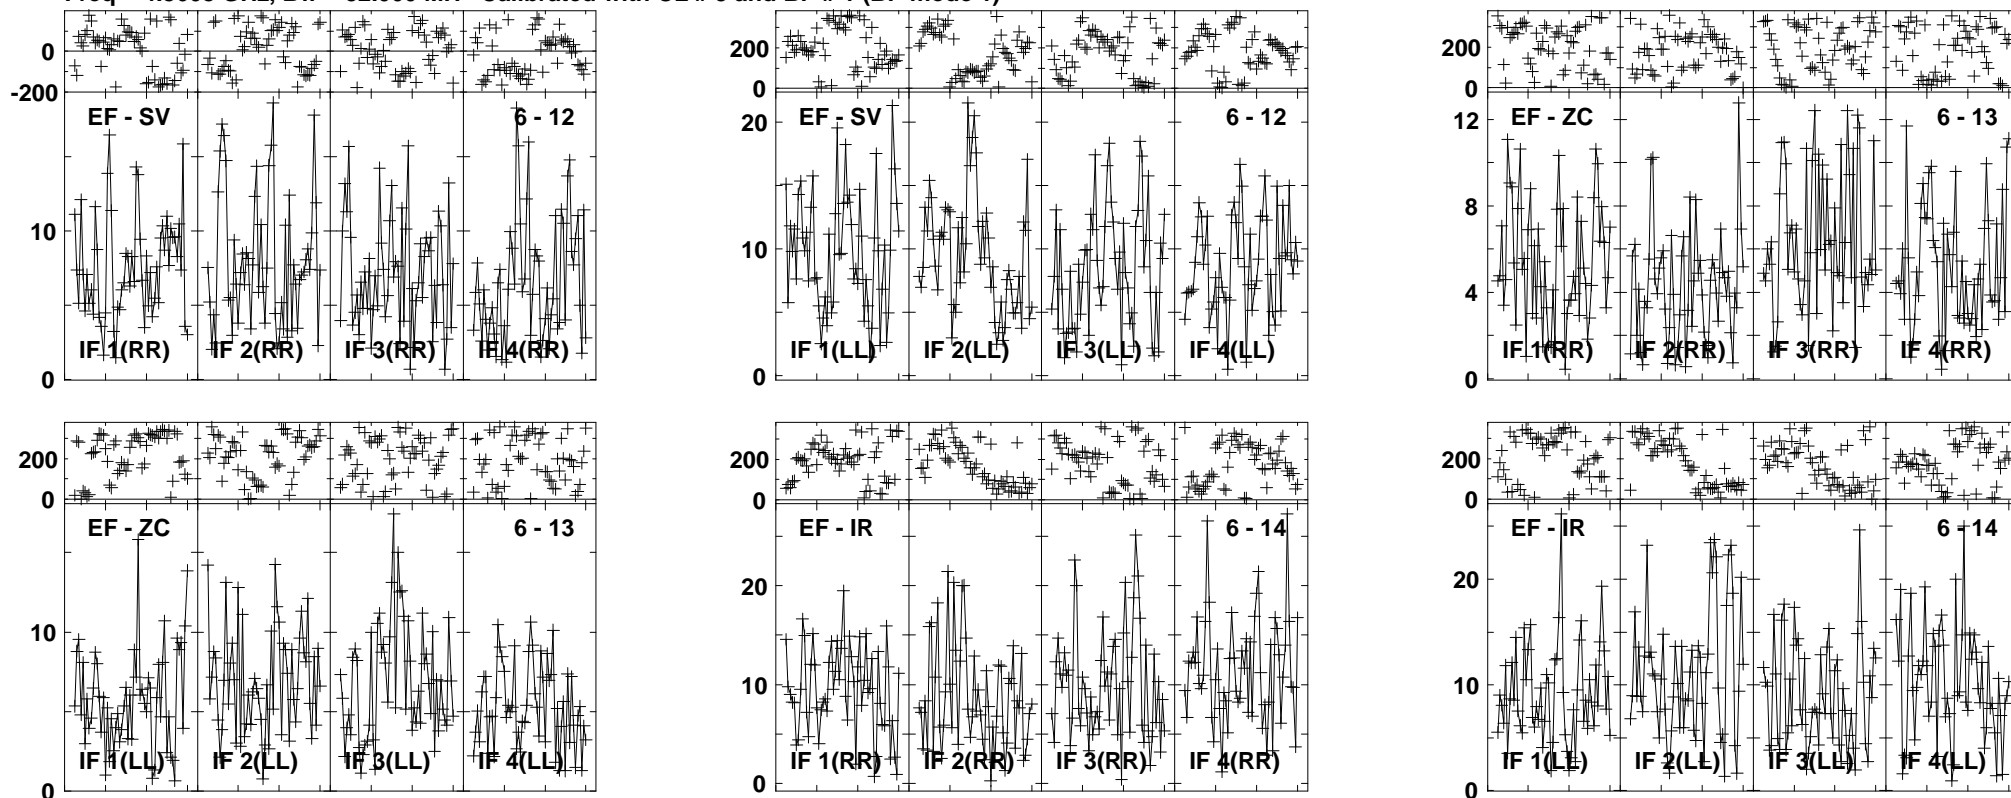 0
-200
EF - SV 6 - 12
10
0
IF 1(RR) IF 2(RR) IF 3(RR) IF 4(RR)
200
0
EF - SV 6 - 12
20
10
0
IF 1(LL) IF 2(LL) IF 3(LL) IF 4(LL)
200
0
EF - ZC 6 - 13
12
8
4
0
IF 1(RR) IF 2(RR) IF 3(RR) IF 4(RR)
200
0
EF - ZC 6 - 13
10
0
IF 1(LL) IF 2(LL) IF 3(LL) IF 4(LL)
200
0
EF - IR 6 - 14
20
10
0
IF 1(RR) IF 2(RR) IF 3(RR) IF 4(RR)
200
0
EF - IR 6 - 14
20
10
0
IF 1(LL) IF 2(LL) IF 3(LL) IF 4(LL)